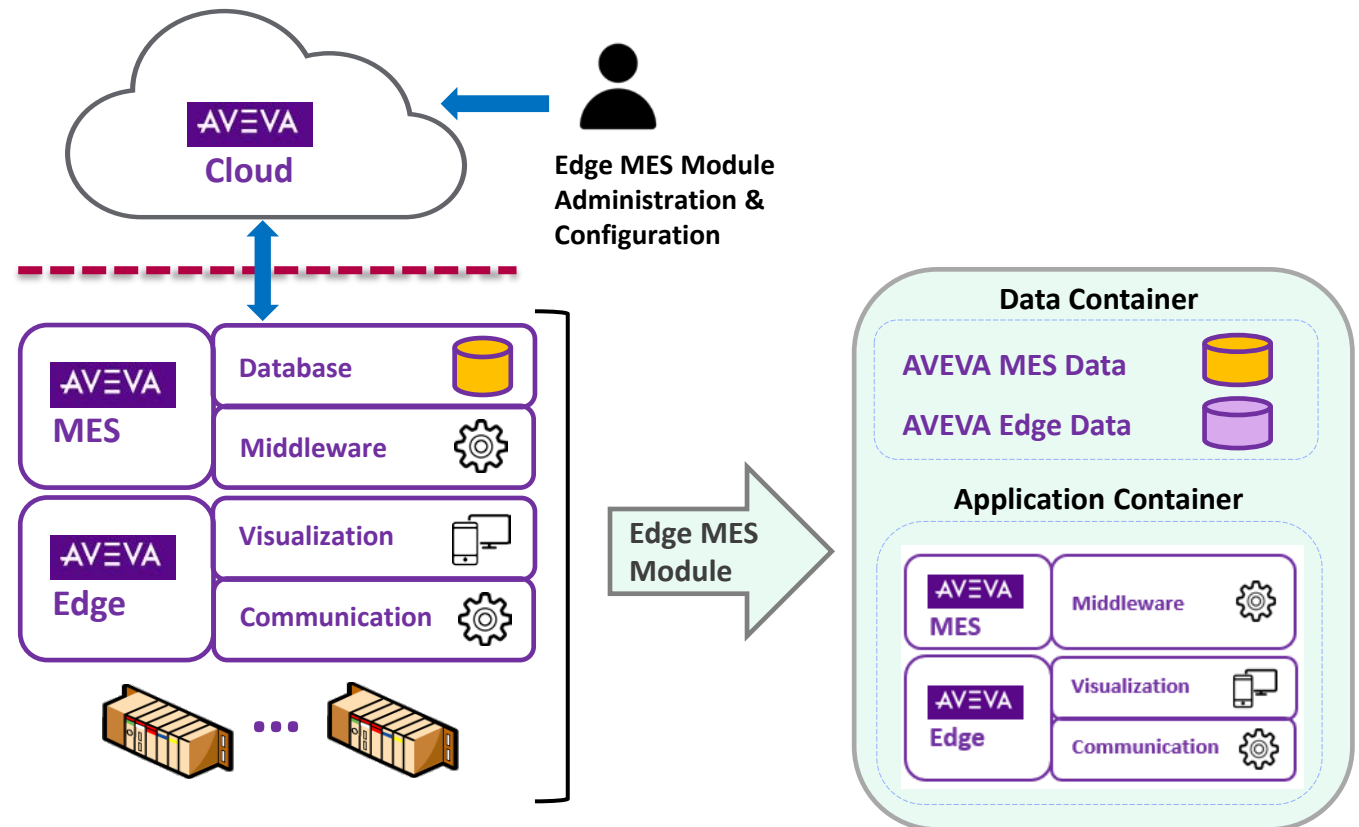 AVEVA
Cloud
Edge MES Module
Administration &
Configuration
AVEVA
MES
Database
Middleware
AVEVA
Edge
Visualization
Communication
Edge MES
Module
Data Container
AVEVA MES Data
AVEVA Edge Data
Application Container
AVEVA
MES
Middleware
AVEVA
Edge
Visualization
Communication